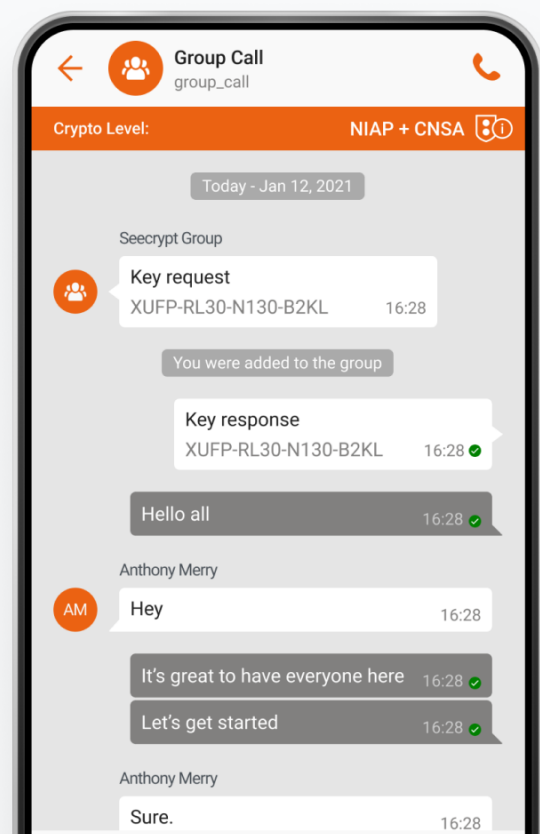 Group Call
group_call
Crypto Level: NIAP + CNSA
Today - Jan 12, 2021
Seecrypt Group
Key request
XUFP-RL30-N130-B2KL 16:28
You were added to the group
Key response
XUFP-RL30-N130-B2KL 16:28
Hello all 16:28
Anthony Merry
AM Hey 16:28
It’s great to have everyone here 16:28
Let’s get started 16:28
Anthony Merry
Sure. 16:28